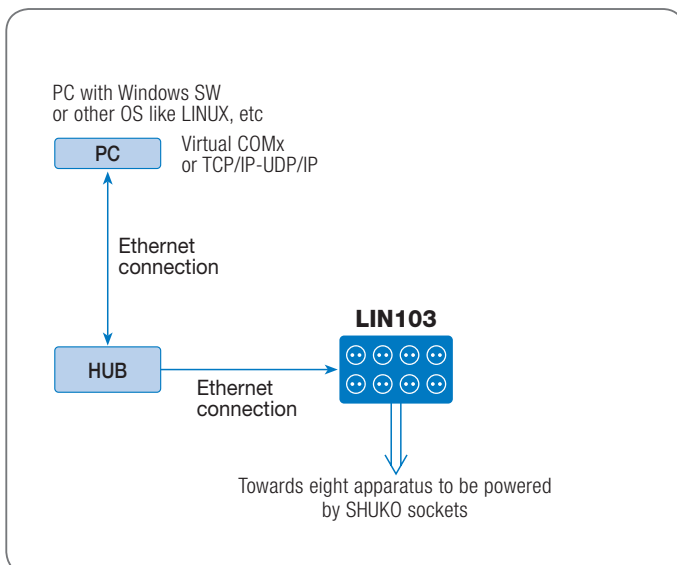 PC with Windows SW
or other OS like LINUX, etc
PC
Virtual COMx
or TCP/IP-UDP/IP
Ethernet
connection
LIN103
HUB
Ethernet
connection
Towards eight apparatus to be powered
by SHUKO sockets